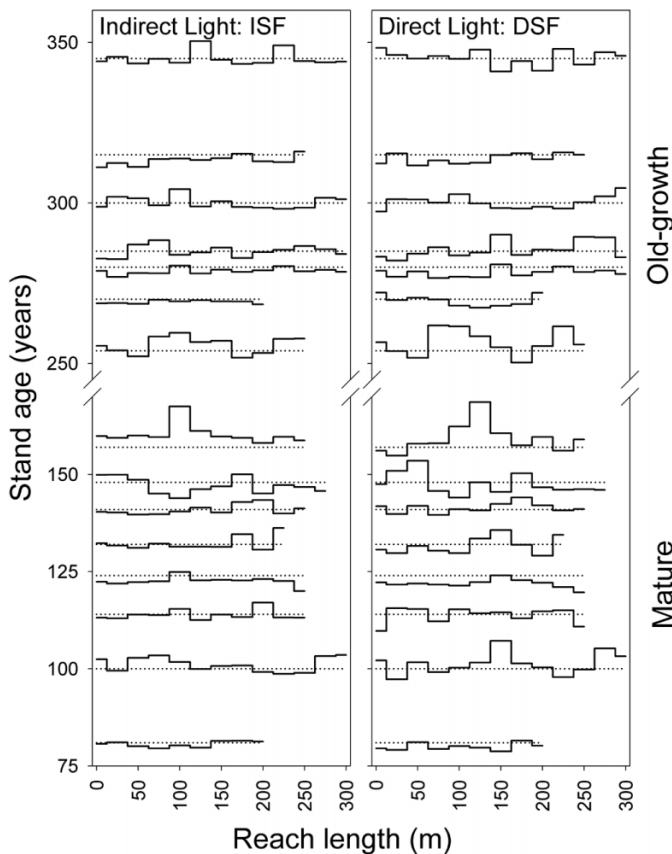 Indirect Light: ISF
Direct Light: DSF
350
300
250
150
125
100
75
Stand age (years)
Old-growth
Mature
0 50 100 150 200 250 300
0 50 100 150 200 250 300
Reach length (m)